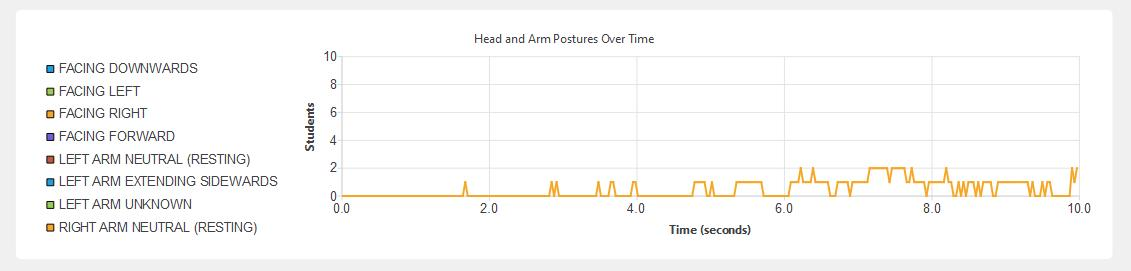 Head and Arm Postures Over Time
FACING DOWNWARDS
FACING LEFT
FACING RIGHT
FACING FORWARD
LEFT ARM NEUTRAL (RESTING)
LEFT ARM EXTENDING SIDEWARDS
LEFT ARM UNKNOWN
RIGHT ARM NEUTRAL (RESTING)
Students
10
8
6
4
2
0
0.0 2.0 4.0 6.0 8.0 10.0
Time (seconds)